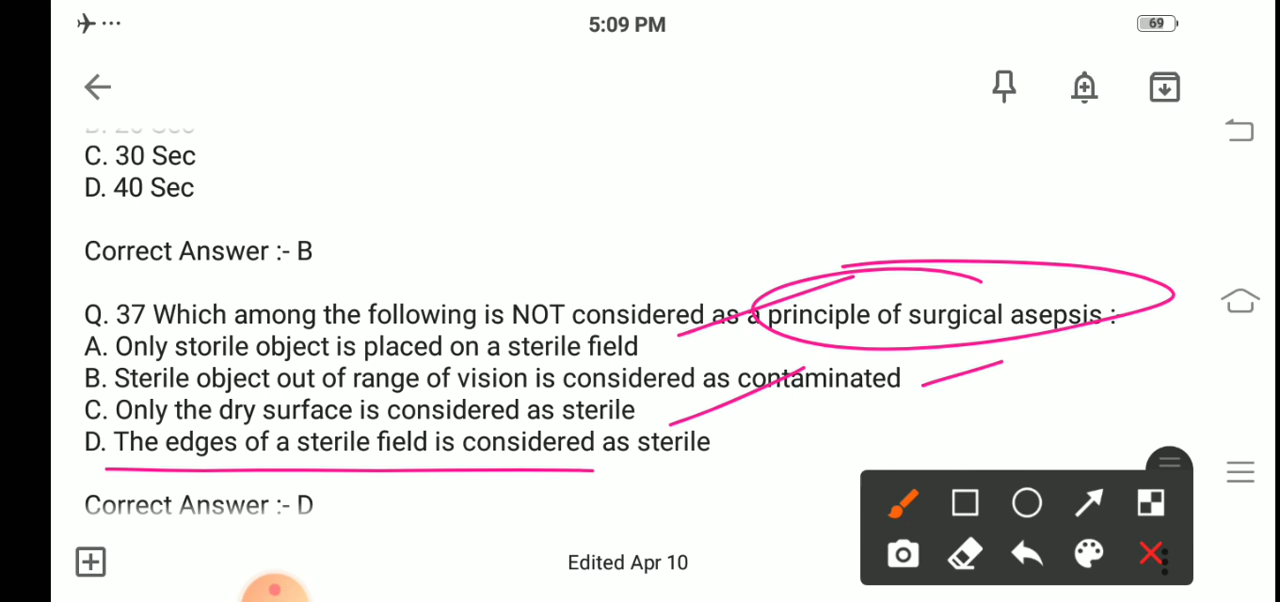 5:09 PM
69
C. 30 Sec
D. 40 Sec
Correct Answer :- B
Q. 37 Which among the following is NOT considered as a principle of surgical asepsis :-
A. Only storile object is placed on a sterile field
B. Sterile object out of range of vision is considered as contaminated
C. Only the dry surface is considered as sterile
D. The edges of a sterile field is considered as sterile
Correct Answer :- D
Edited Apr 10